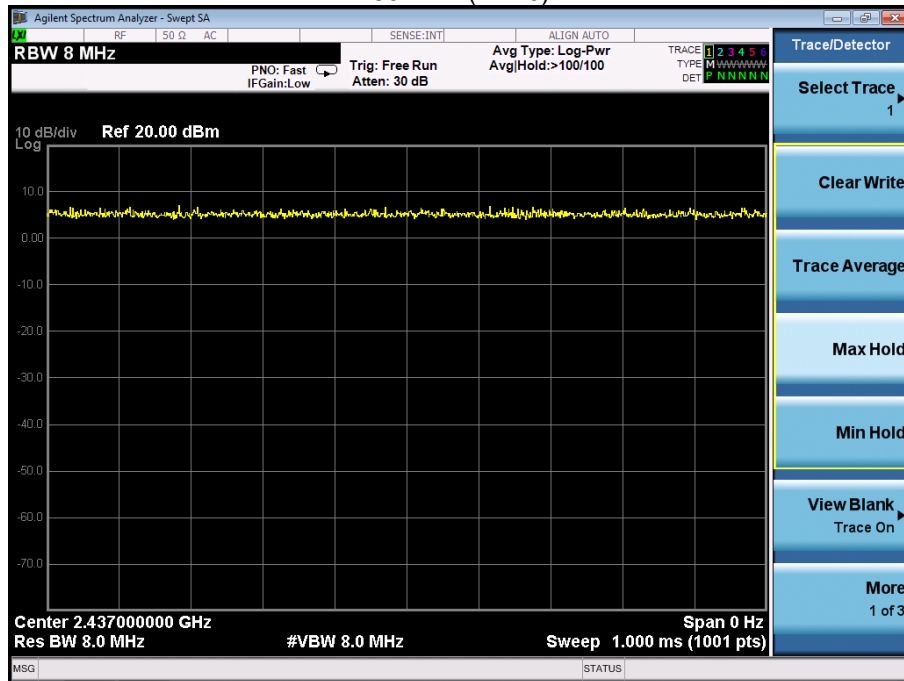 Agilent Spectrum Analyzer - Swept SA
LXI RF 50 Ω AC SENSE:INT ALIGN AUTO
RBW 8 MHz
PNO: Fast
IFGain:Low
Trig: Free Run
Atten: 30 dB
Avg Type: Log-Pwr
Avg|Hold:>100/100
TRACE 1 2 3 4 5 6
TYPE M W W W W W
DET P N N N N N
10 dB/div
Log
Ref 20.00 dBm
10.0
0.00
-10.0
-20.0
-30.0
-40.0
-50.0
-60.0
-70.0
Center 2.437000000 GHz
Span 0 Hz
Res BW 8.0 MHz
#VBW 8.0 MHz
Sweep 1.000 ms (1001 pts)
MSG
STATUS
Trace/Detector
Select Trace
1
Clear Write
Trace Average
Max Hold
Min Hold
View Blank
Trace On
More
1 of 3